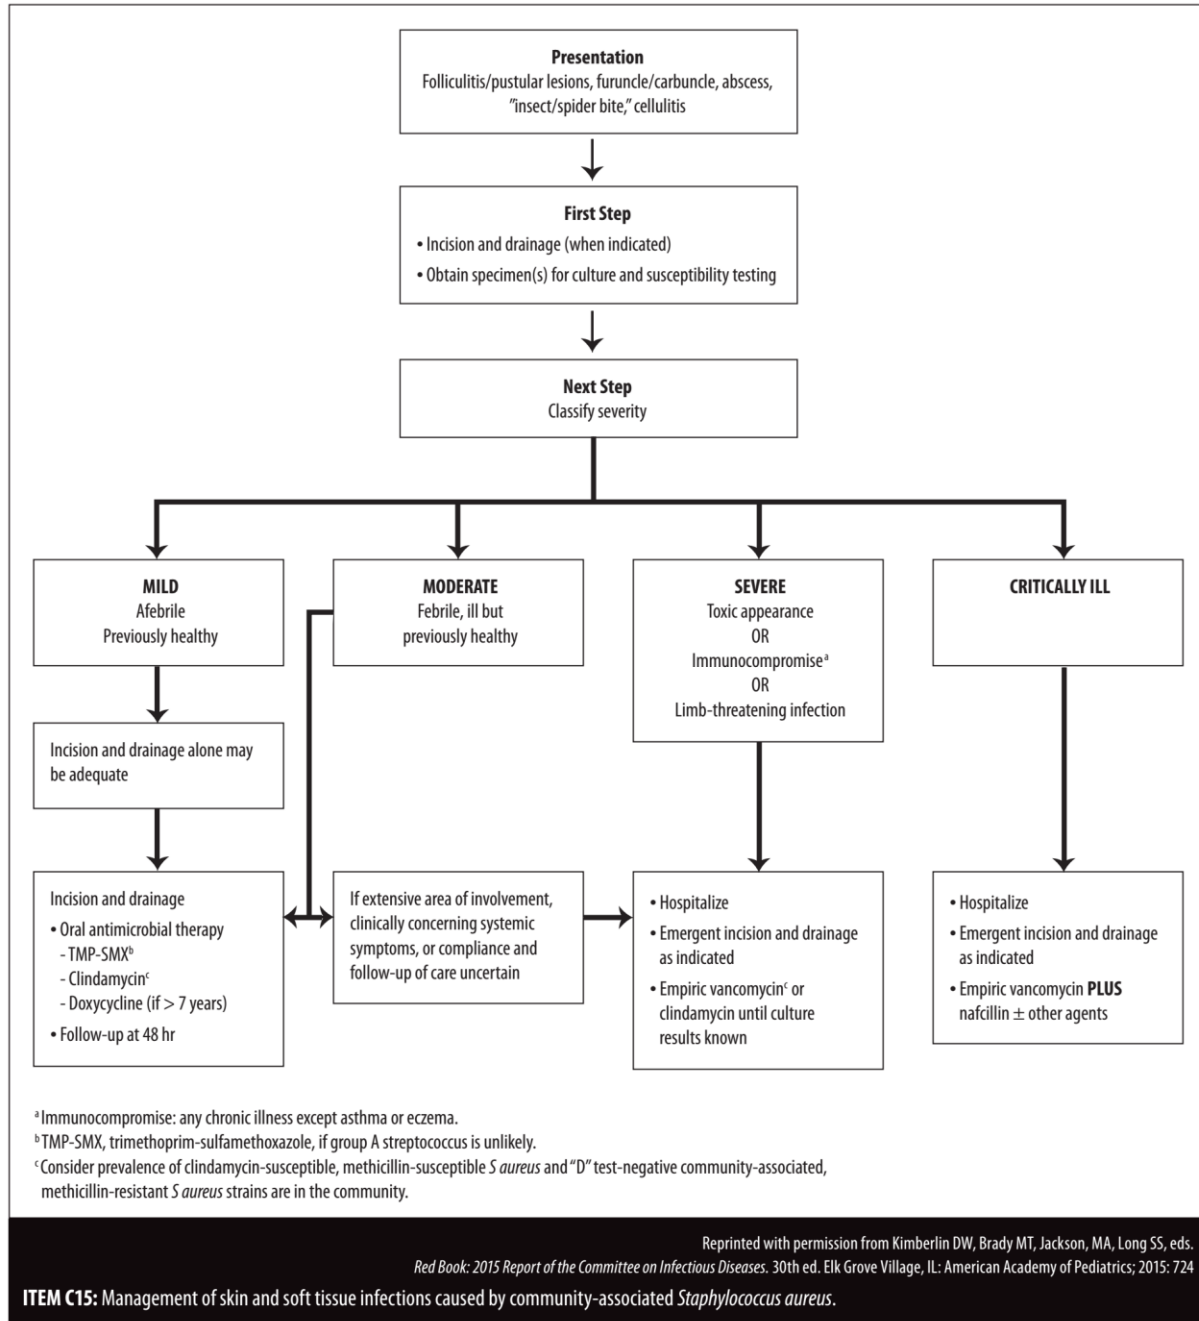 Presentation
Folliculitis/pustular lesions, furuncle/carbuncle, abscess,
"insect/spider bite," cellulitis
First Step
• Incision and drainage (when indicated)
• Obtain specimen(s) for culture and susceptibility testing
Next Step
Classify severity
MILD
Afebrile
Previously healthy
MODERATE
Febrile, ill but
previously healthy
SEVERE
Toxic appearance
OR
Immunocompromiseᵃ
OR
Limb-threatening infection
CRITICALLY ILL
Incision and drainage alone may
be adequate
Incision and drainage
• Oral antimicrobial therapy
- TMP-SMXᵇ
- Clindamycinᶜ
- Doxycycline (if > 7 years)
• Follow-up at 48 hr
If extensive area of involvement,
clinically concerning systemic
symptoms, or compliance and
follow-up of care uncertain
• Hospitalize
• Emergent incision and drainage
as indicated
• Empiric vancomycinᶜ or
clindamycin until culture
results known
• Hospitalize
• Emergent incision and drainage
as indicated
• Empiric vancomycin PLUS
nafcillin ± other agents
ᵃ Immunocompromise: any chronic illness except asthma or eczema.
ᵇ TMP-SMX, trimethoprim-sulfamethoxazole, if group A streptococcus is unlikely.
ᶜ Consider prevalence of clindamycin-susceptible, methicillin-susceptible S aureus and "D" test-negative community-associated,
methicillin-resistant S aureus strains are in the community.
Reprinted with permission from Kimberlin DW, Brady MT, Jackson, MA, Long SS, eds.
Red Book: 2015 Report of the Committee on Infectious Diseases. 30th ed. Elk Grove Village, IL: American Academy of Pediatrics; 2015: 724
ITEM C15: Management of skin and soft tissue infections caused by community-associated Staphylococcus aureus.